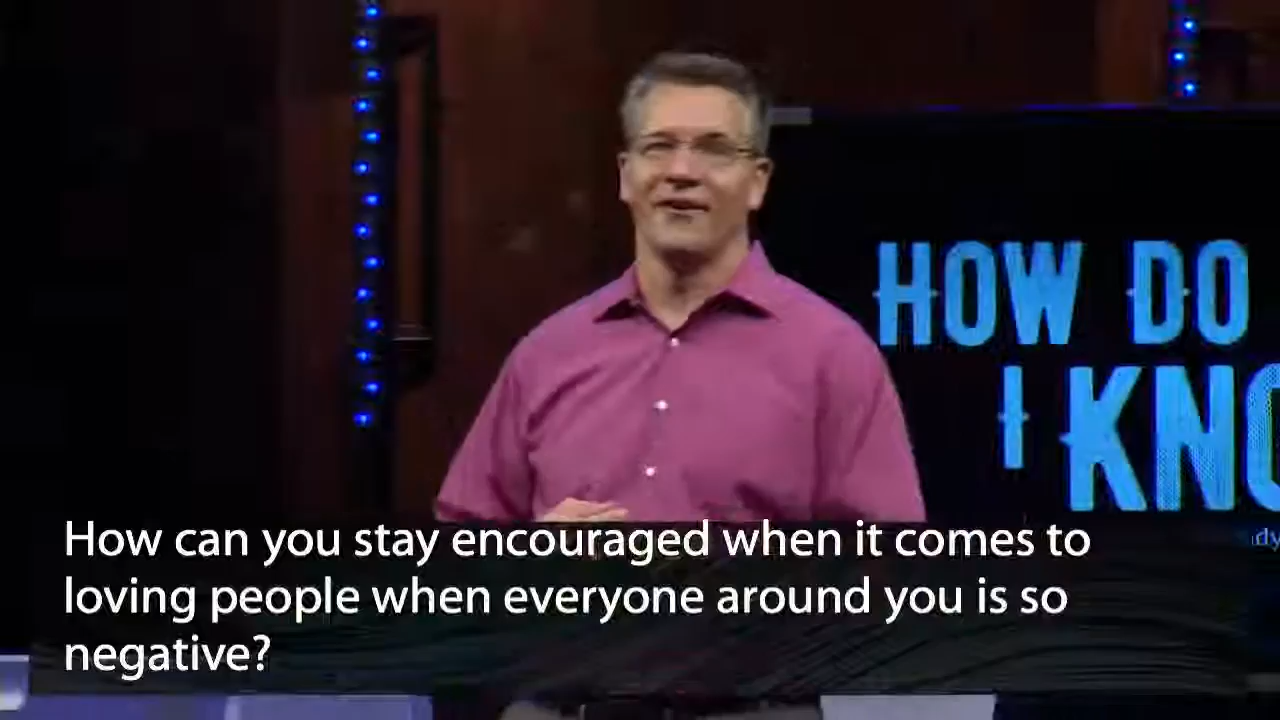 HOW DO
I KNO
How can you stay encouraged when it comes to
loving people when everyone around you is so
negative?